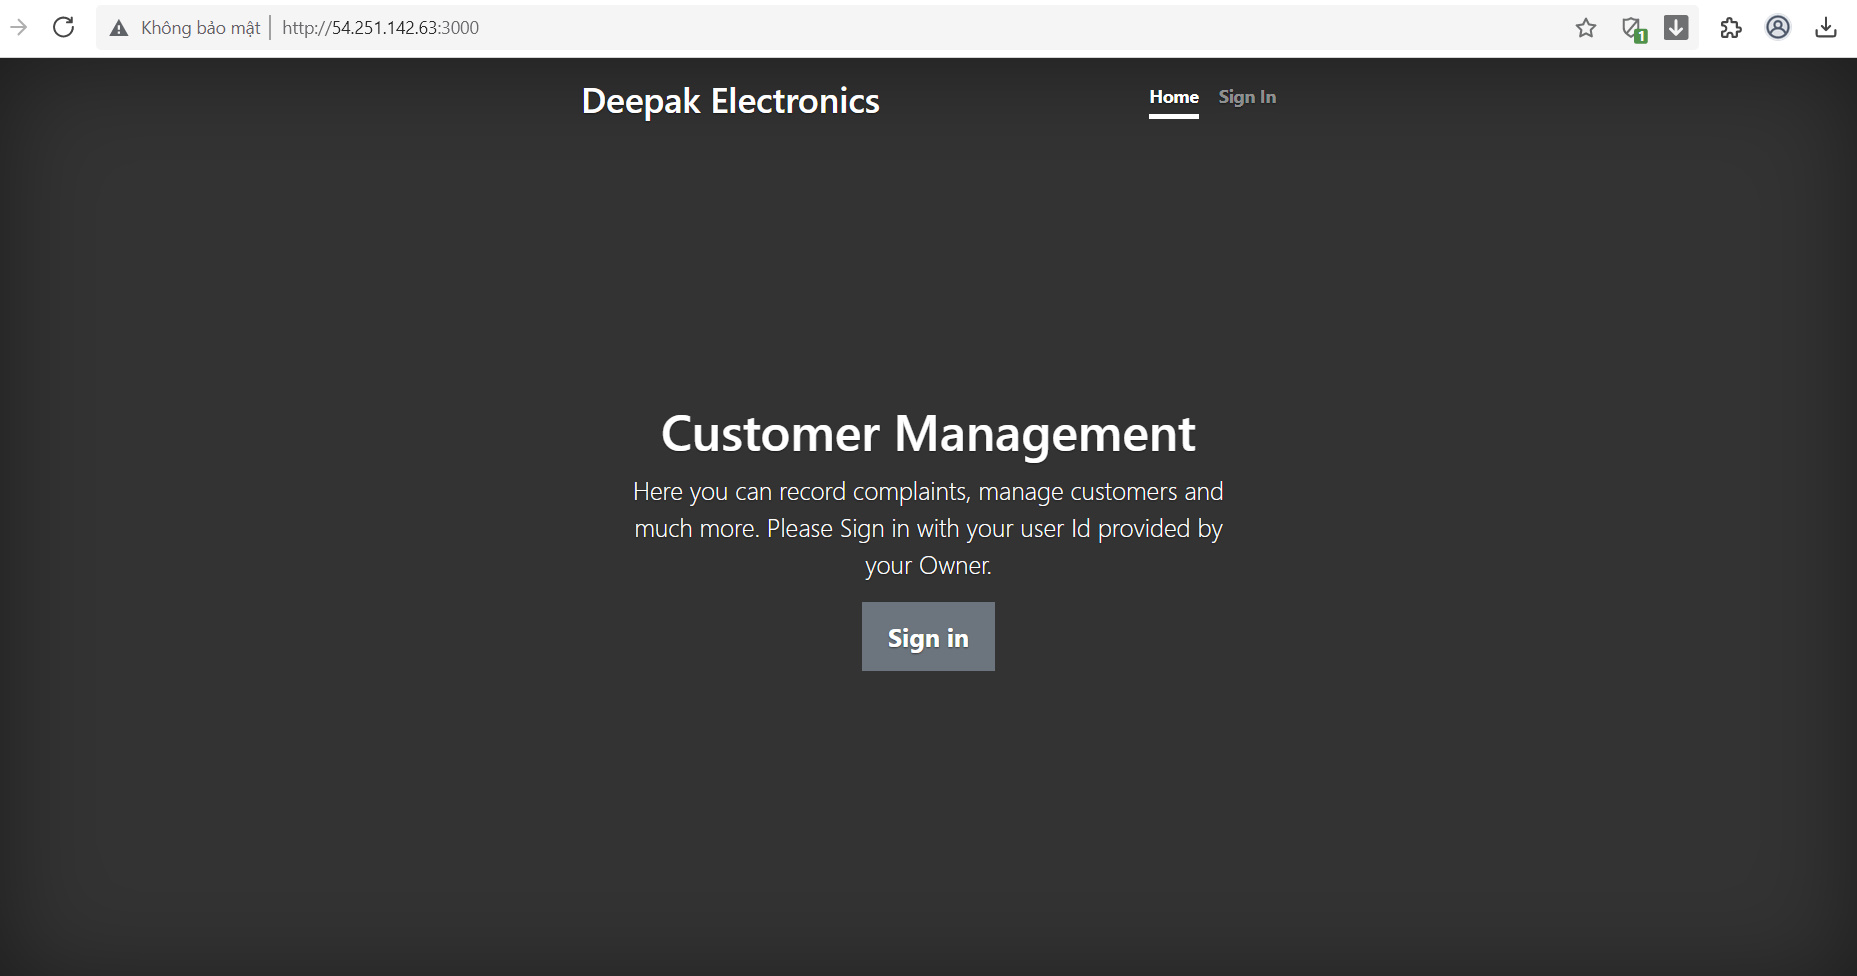 Không bảo mật http://54.251.142.63:3000
1
Deepak Electronics
Home Sign In
Customer Management
Here you can record complaints, manage customers and
much more. Please Sign in with your user Id provided by
your Owner.
Sign in